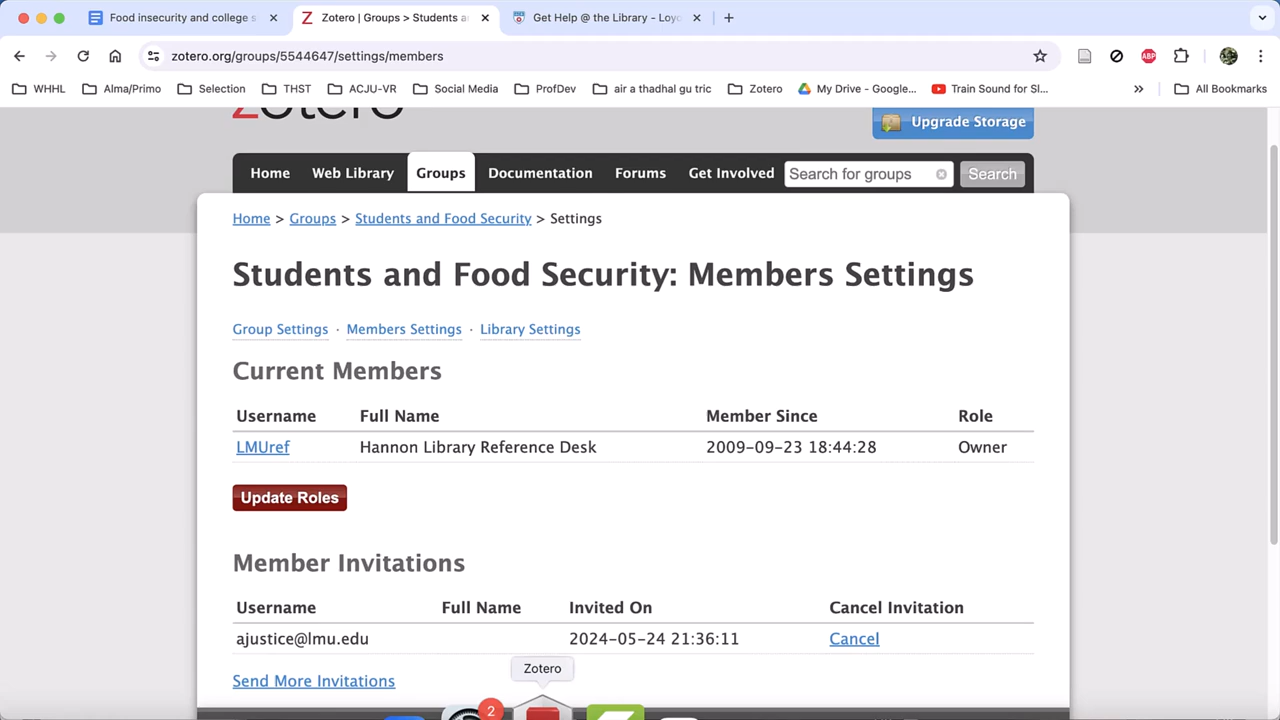 Food insecurity and college s
Zotero | Groups > Students a
Get Help @ the Library - Loyo
zotero.org/groups/5544647/settings/members
ABP
WHHL
Alma/Primo
Selection
THST
ACJU-VR
Social Media
ProfDev
air a thadhal gu tric
Zotero
My Drive - Google...
Train Sound for Sl...
»
All Bookmarks
zotero
Upgrade Storage
Home
Web Library
Groups
Documentation
Forums
Get Involved
Search for groups
Search
Home > Groups > Students and Food Security > Settings
Students and Food Security: Members Settings
Group Settings · Members Settings · Library Settings
Current Members
Username Full Name Member Since Role
LMUref Hannon Library Reference Desk 2009-09-23 18:44:28 Owner
Update Roles
Member Invitations
Username Full Name Invited On Cancel Invitation
ajustice@lmu.edu 2024-05-24 21:36:11 Cancel
Zotero
Send More Invitations
2